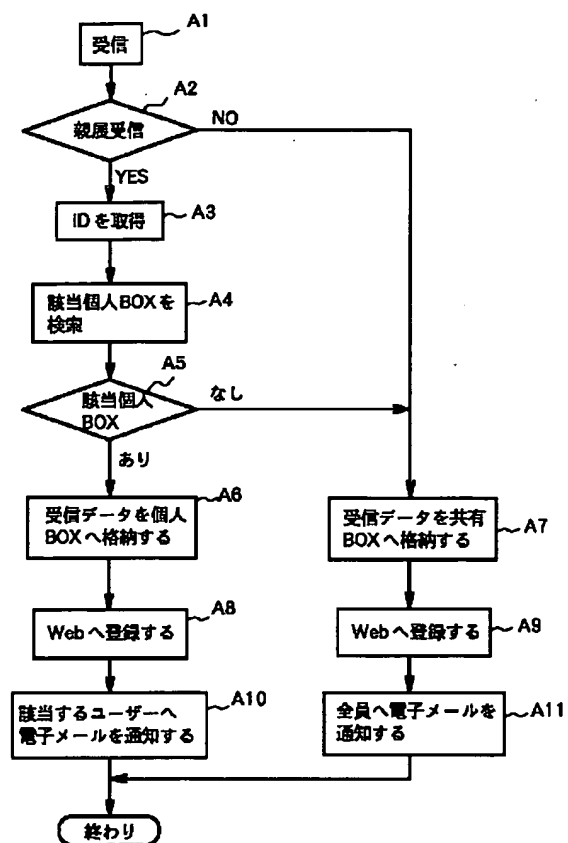 受信
A1
親展受信
A2
NO
YES
IDを取得
A3
該当個人BOXを
検索
A4
該当個人
BOX
A5
なし
あり
受信データを個人
BOXへ格納する
A6
受信データを共有
BOXへ格納する
A7
Webへ登録する
A8
Webへ登録する
A9
該当するユーザーへ
電子メールを通知する
A10
全員へ電子メールを
通知する
A11
終わり